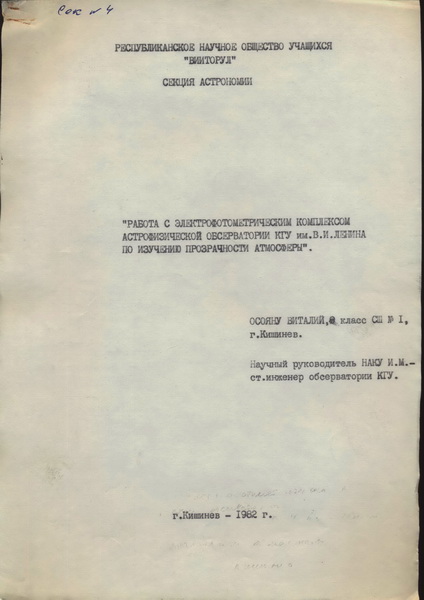 Сек № 4
РЕСПУБЛИКАНСКОЕ НАУЧНОЕ ОБЩЕСТВО УЧАЩИХСЯ
"ВИИТОРУЛ"
СЕКЦИЯ АСТРОНОМИИ
"РАБОТА С ЭЛЕКТРОФОТОМЕТРИЧЕСКИМ КОМПЛЕКСОМ
АСТРОФИЗИЧЕСКОЙ ОБСЕРВАТОРИИ КГУ им.В.И.ЛЕНИНА
ПО ИЗУЧЕНИЮ ПРОЗРАЧНОСТИ АТМОСФЕРЫ".
ОСОЯНУ ВИТАЛИЙ, класс СШ № I,
г.Кишинев.
Научный руководитель НАКУ И.М.-
ст.инженер обсерватории КГУ.
г.Кишинев - 1982 г.